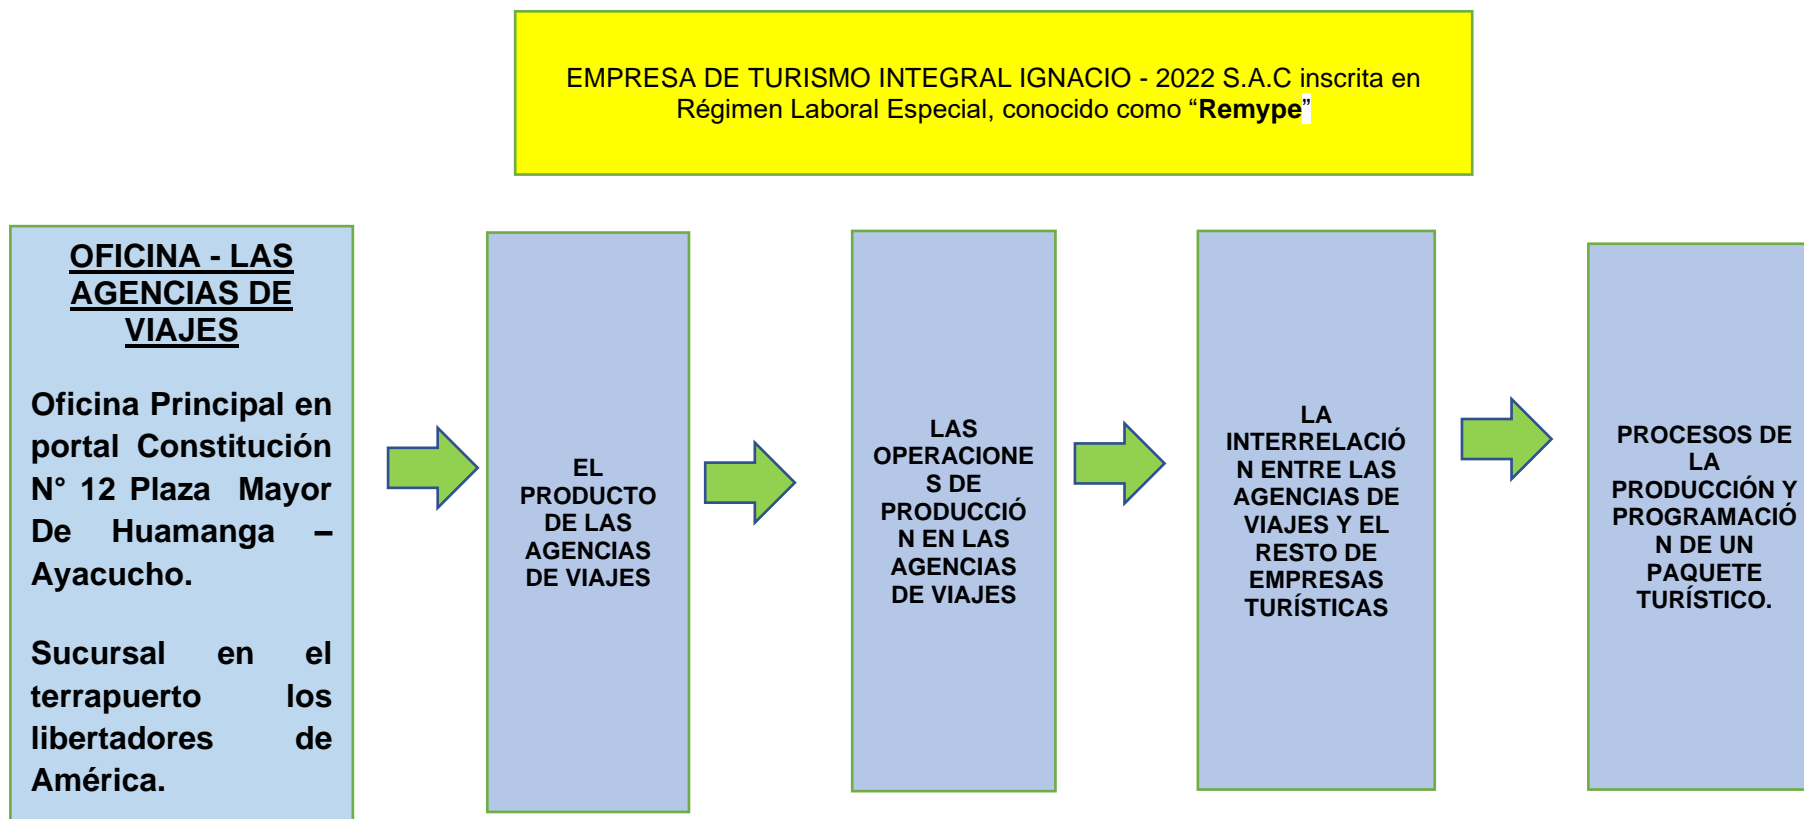 EMPRESA DE TURISMO INTEGRAL IGNACIO - 2022 S.A.C inscrita en
Régimen Laboral Especial, conocido como “Remype”
OFICINA - LAS
AGENCIAS DE
VIAJES
Oficina Principal en
portal Constitución
N° 12 Plaza Mayor
De Huamanga –
Ayacucho.
Sucursal en el
terrapuerto los
libertadores de
América.
EL
PRODUCTO
DE LAS
AGENCIAS
DE VIAJES
LAS
OPERACIONE
S DE
PRODUCCIÓ
N EN LAS
AGENCIAS
DE VIAJES
LA
INTERRELACIÓ
N ENTRE LAS
AGENCIAS DE
VIAJES Y EL
RESTO DE
EMPRESAS
TURÍSTICAS
PROCESOS DE
LA
PRODUCCIÓN Y
PROGRAMACIÓ
N DE UN
PAQUETE
TURÍSTICO.